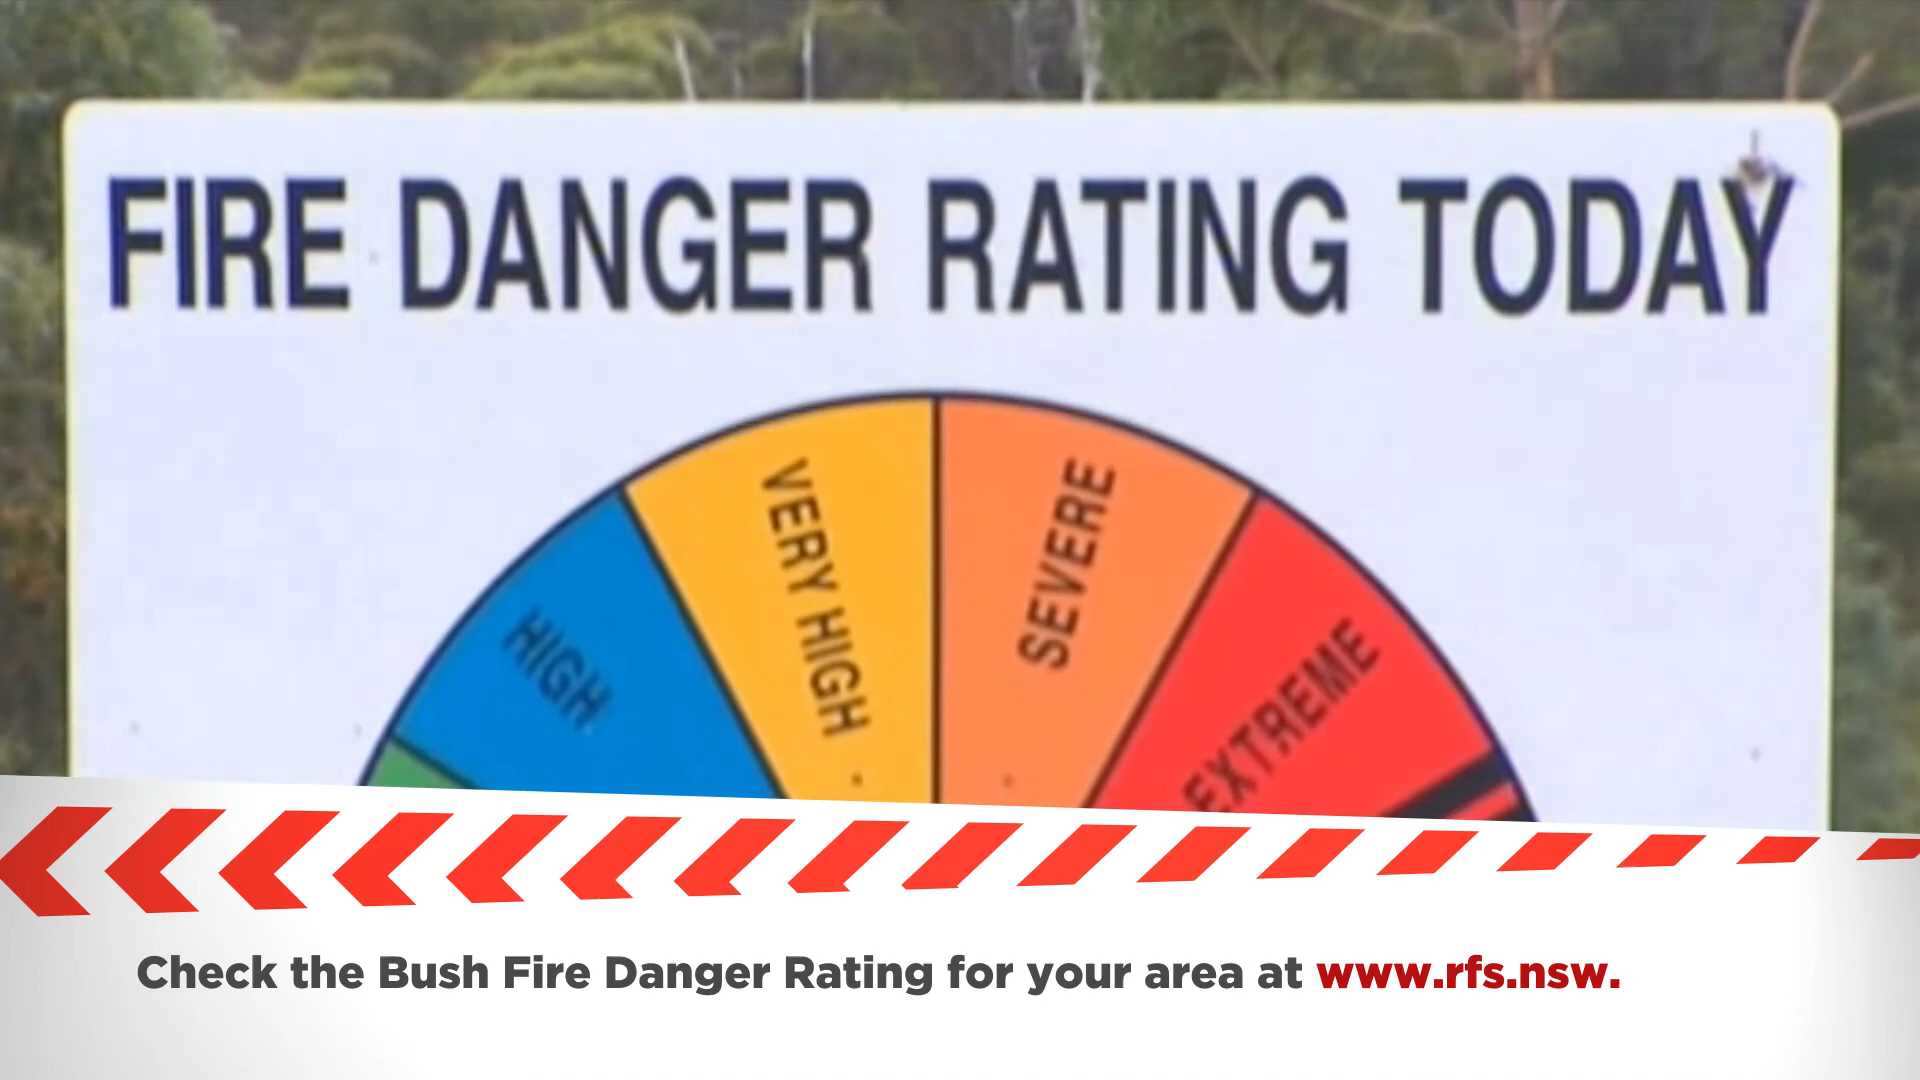 FIRE DANGER RATING TODAY
HIGH
VERY HIGH
SEVERE
EXTREME
Check the Bush Fire Danger Rating for your area at www.rfs.nsw.